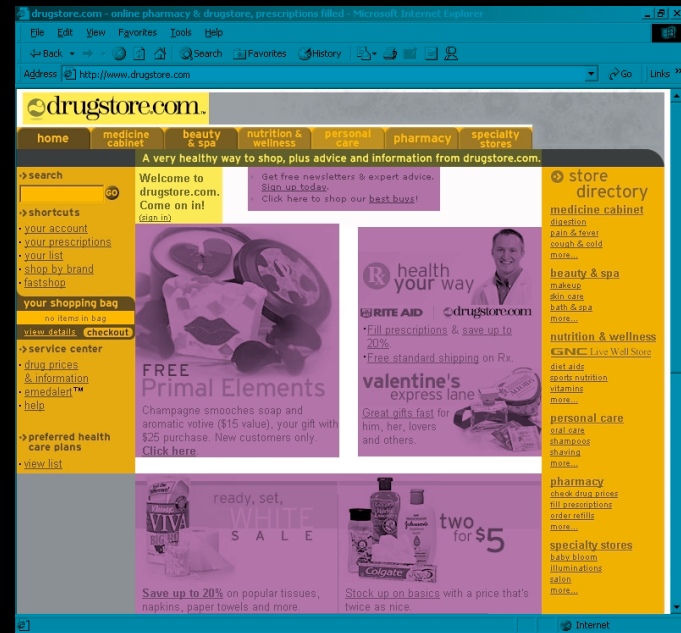 drugstore.com - online pharmacy & drugstore, prescriptions filled - Microsoft Internet Explorer
File Edit View Favorites Tools Help
Back Search Favorites History
Address http://www.drugstore.com Go Links »
drugstore.com™
home medicine cabinet beauty & spa nutrition & wellness personal care pharmacy specialty stores
A very healthy way to shop, plus advice and information from drugstore.com.
search
GO
shortcuts
• your account
• your prescriptions
• your list
• shop by brand
• fastshop
your shopping bag
no items in bag
view details checkout
service center
• drug prices
& information
• emedalert™
• help
preferred health
care plans
• view list
Welcome to
drugstore.com.
Come on in!
(sign in)
Get free newsletters & expert advice.
Sign up today.
Click here to shop our best buys!
FREE
Primal Elements
Champagne smooches soap and
aromatic votive ($15 value), your gift with
$25 purchase. New customers only.
Click here.
Rx health
your way
RITE AID drugstore.com
•Fill prescriptions & save up to
20%.
•Free standard shipping on Rx.
valentine's
express lane
Great gifts fast for
him, her, lovers
and others.
ready, set,
WHITE
SALE
VIVA
Save up to 20% on popular tissues,
napkins, paper towels and more.
two
for $5
Johnson's
Colgate
Stock up on basics with a price that's
twice as nice.
store
directory
medicine cabinet
digestion
pain & fever
cough & cold
more...
beauty & spa
makeup
skin care
bath & spa
more...
nutrition & wellness
GNC Live Well Store
diet aids
sports nutrition
vitamins
more...
personal care
oral care
shampoos
shaving
more...
pharmacy
check drug prices
fill prescriptions
order refills
more...
specialty stores
baby bloom
illuminations
salon
more...
Internet